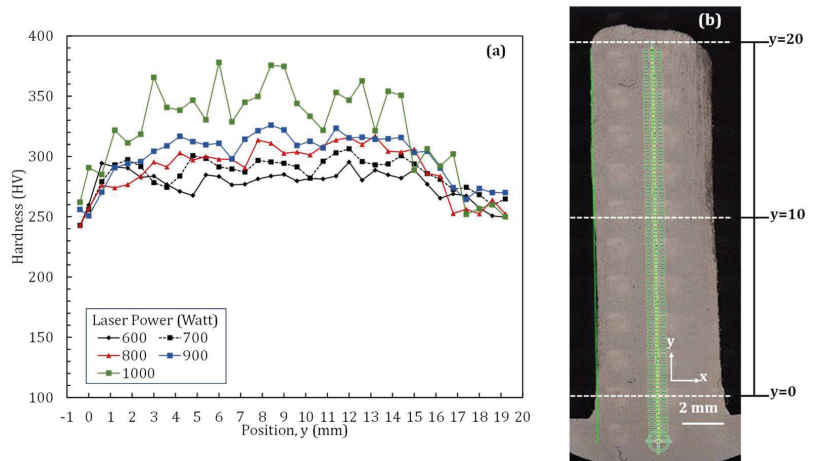 400
350
300
250
200
150
100
Hardness (HV)
(a)
Laser Power (Watt)
600 700
800 900
1000
-1 0 1 2 3 4 5 6 7 8 9 10 11 12 13 14 15 16 17 18 19 20
Position, y (mm)
(b)
y=20
y=10
y
x
y=0
2 mm